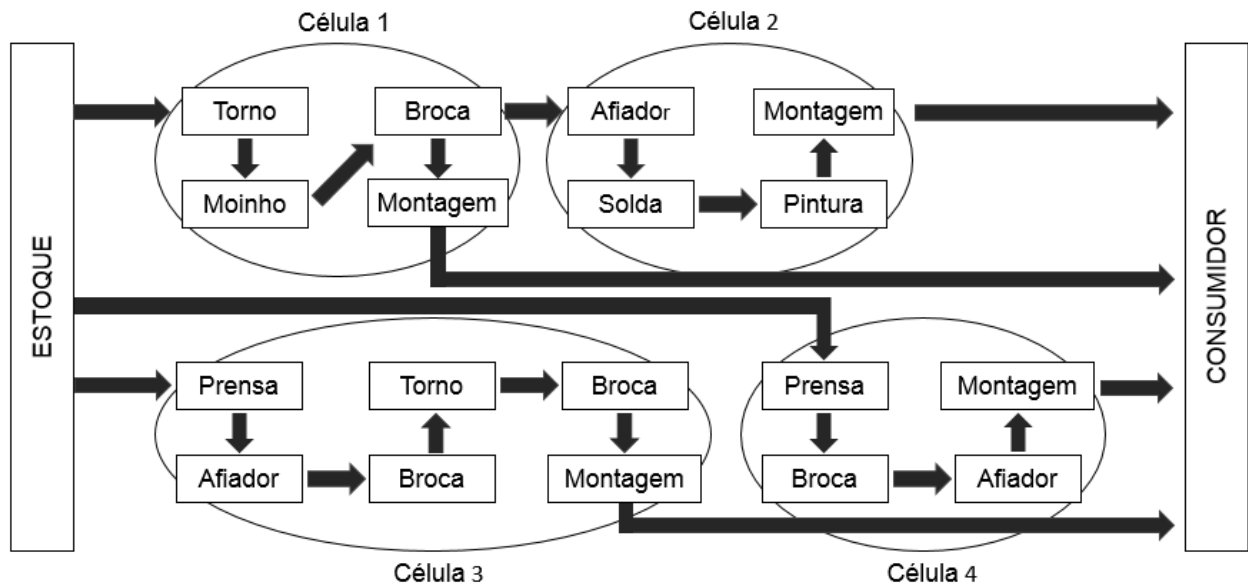 Célula 1
Célula 2
ESTOQUE
Torno
Broca
Afiador
Montagem
Moinho
Montagem
Solda
Pintura
CONSUMIDOR
Prensa
Torno
Broca
Prensa
Montagem
Afiador
Broca
Montagem
Broca
Afiador
Célula 3
Célula 4